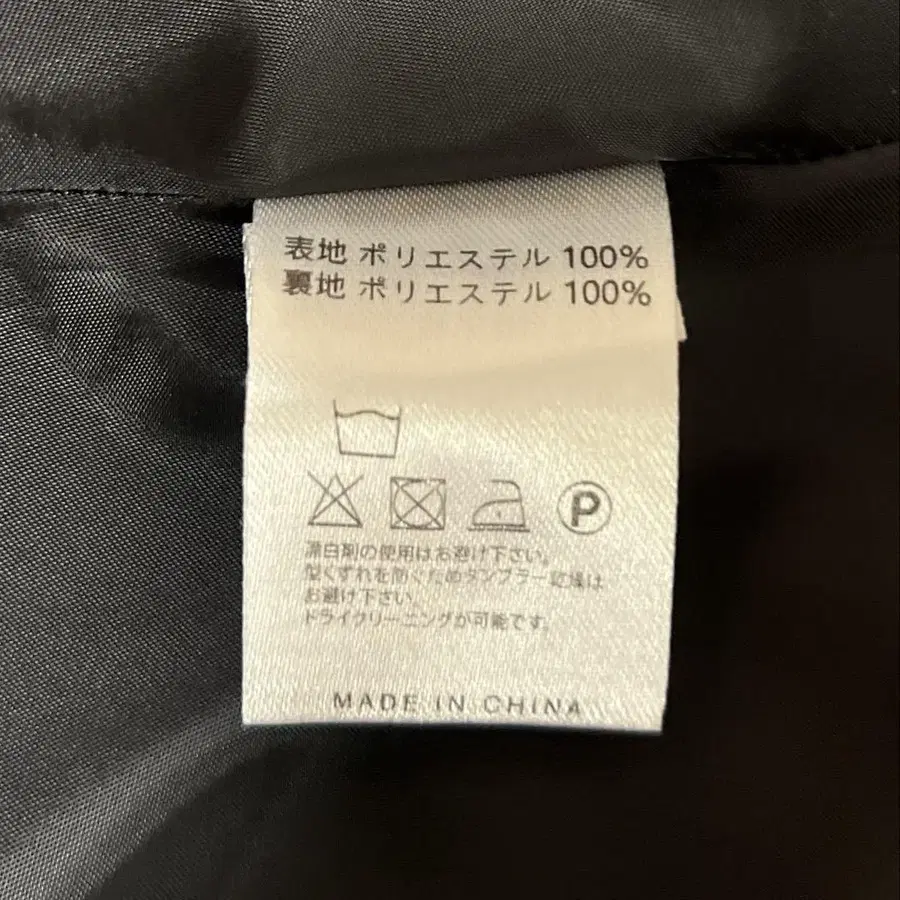 表地 ポリエステル 100%
裏地 ポリエステル 100%
P
漂白剤の使用はお避け下さい。
型くずれを防ぐためタンブラー乾燥は
お避け下さい。
ドライクリーニングが可能です。
MADE IN CHINA